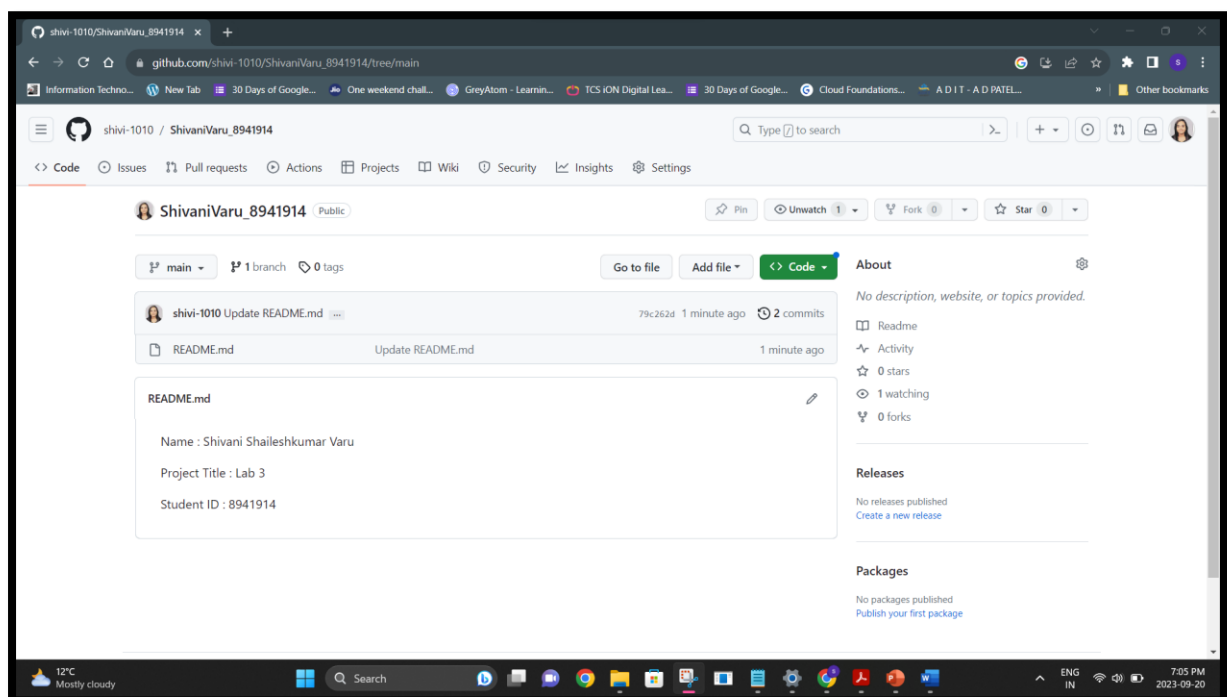 shivi-1010/ShivaniVaru_8941914
github.com/shivi-1010/ShivaniVaru_8941914/tree/main
Information Techno... New Tab 30 Days of Google... One weekend chall... GreyAtom - Learnin... TCS iON Digital Lea... 30 Days of Google... Cloud Foundations... A D I T - A D PATEL... » Other bookmarks
shivi-1010 / ShivaniVaru_8941914 Type / to search
Code Issues Pull requests Actions Projects Wiki Security Insights Settings
ShivaniVaru_8941914 Public Pin Unwatch 1 Fork 0 Star 0
main 1 branch 0 tags Go to file Add file Code
shivi-1010 Update README.md ... 79c262d 1 minute ago 2 commits
README.md Update README.md 1 minute ago
README.md
Name : Shivani Shaileshkumar Varu
Project Title : Lab 3
Student ID : 8941914
About
No description, website, or topics provided.
Readme
Activity
0 stars
1 watching
0 forks
Releases
No releases published
Create a new release
Packages
No packages published
Publish your first package
12°C
Mostly cloudy
Search
ENG
IN
7:05 PM
2023-09-20